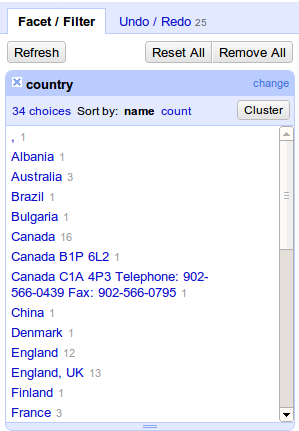 Facet / Filter Undo / Redo 25
Refresh Reset All Remove All
country change
34 choices Sort by: name count Cluster
, 1
Albania 1
Australia 3
Brazil 1
Bulgaria 1
Canada 16
Canada B1P 6L2 1
Canada C1A 4P3 Telephone: 902-
566-0439 Fax: 902-566-0795 1
China 1
Denmark 1
England 12
England, UK 13
Finland 1
France 3